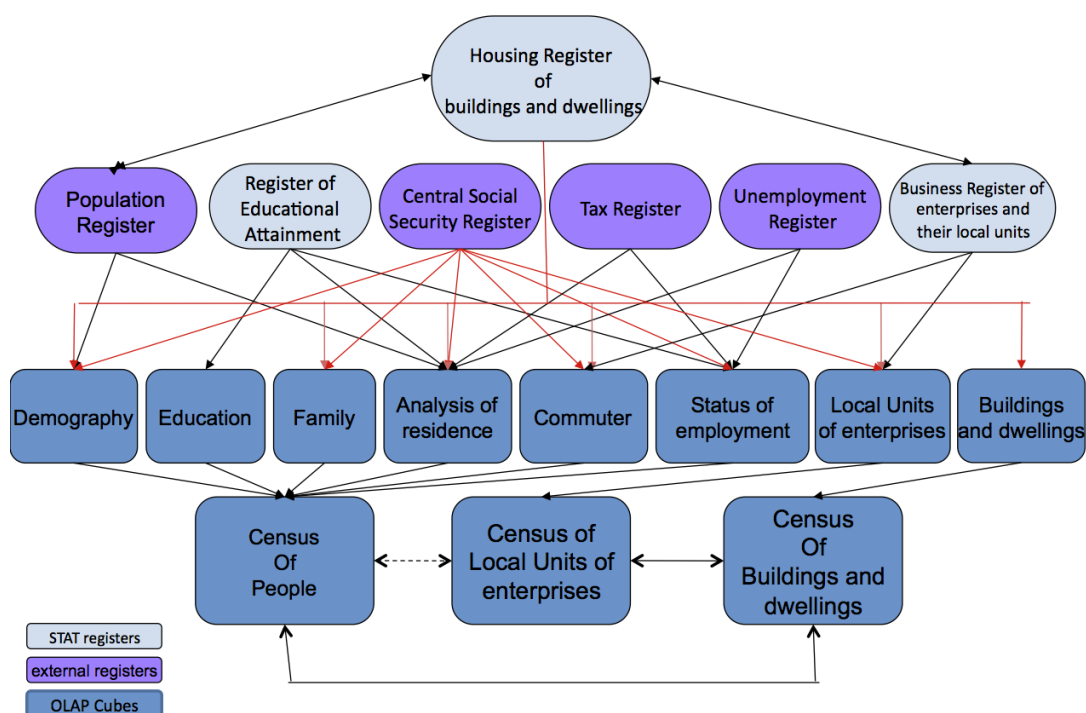 Housing Register
of
buildings and dwellings
Population
Register
Register of
Educational
Attainment
Central Social
Security Register
Tax Register
Unemployment
Register
Business Register of
enterprises and
their local units
Demography
Education
Family
Analysis of
residence
Commuter
Status of
employment
Local Units
of enterprises
Buildings
and dwellings
Census
Of
People
Census of
Local Units of
enterprises
Census
Of
Buildings and
dwellings
STAT registers
external registers
OLAP Cubes